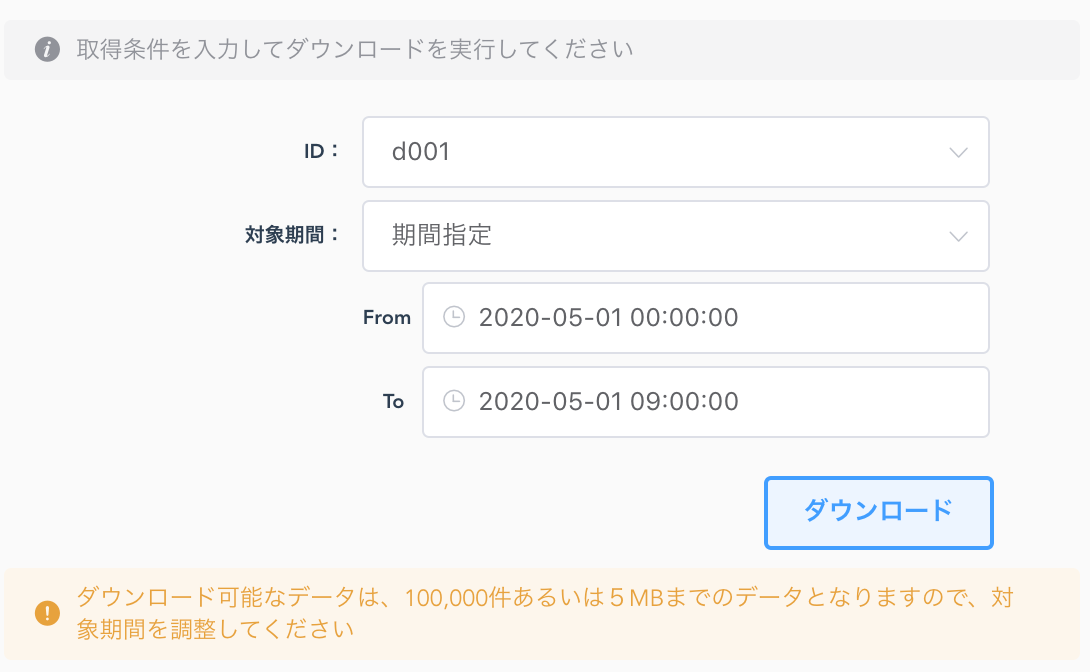 取得条件を入力してダウンロードを実行してください
ID：
d001
対象期間：
期間指定
From
2020-05-01 00:00:00
To
2020-05-01 09:00:00
ダウンロード
ダウンロード可能なデータは、100,000件あるいは５MBまでのデータとなりますので、対
象期間を調整してください